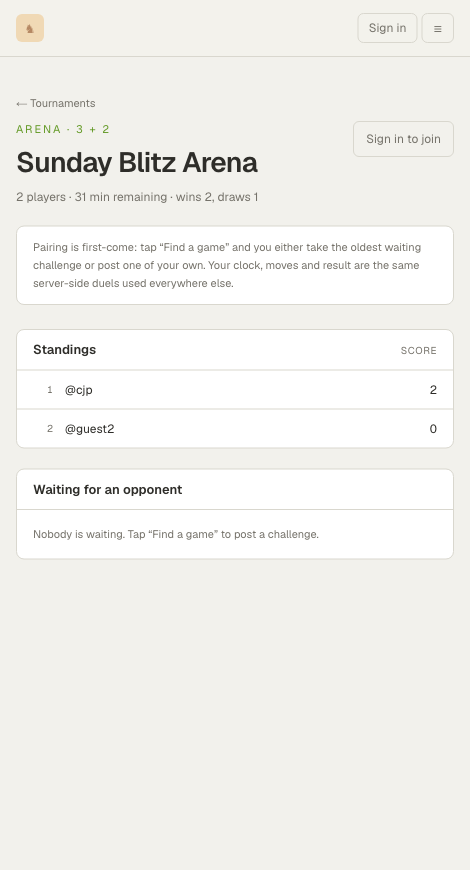 Sign in
← Tournaments
ARENA · 3 + 2
Sunday Blitz Arena
2 players · 31 min remaining · wins 2, draws 1
Sign in to join
Pairing is first-come: tap “Find a game” and you either take the oldest waiting
challenge or post one of your own. Your clock, moves and result are the same
server-side duels used everywhere else.
Standings SCORE
1 @cjp 2
2 @guest2 0
Waiting for an opponent
Nobody is waiting. Tap “Find a game” to post a challenge.